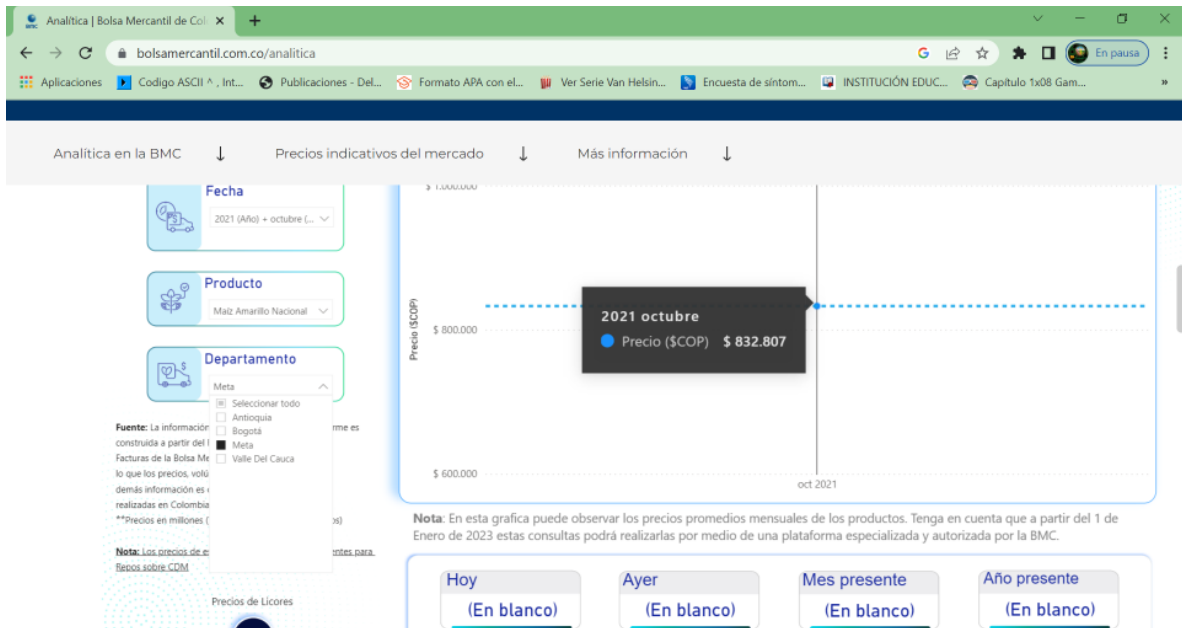 Analítica | Bolsa Mercantil de Col
bolsamercantil.com.co/analitica
En pausa
Aplicaciones
Codigo ASCII ^ , Int...
Publicaciones - Del...
Formato APA con el...
Ver Serie Van Helsin...
Encuesta de síntom...
INSTITUCIÓN EDUC...
Capítulo 1x08 Gam...
»
Analítica en la BMC ↓
Precios indicativos del mercado ↓
Más información ↓
Fecha
2021 (Año) + octubre (...
Producto
Maíz Amarillo Nacional
Departamento
Meta
Seleccionar todo
Antioquia
Bogotá
Meta
Valle Del Cauca
Fuente: La información
rme es
construida a partir del
Facturas de la Bolsa Me
lo que los precios, volú
demás información es
realizadas en Colombia
**Precios en millones (
os)
Nota: Los precios de e
entes para
Repos sobre CDM
Precios de Licores
$ 1.000.000
Precio ($COP)
$ 800.000
$ 600.000
2021 octubre
Precio ($COP) $ 832.807
oct 2021
Nota: En esta grafica puede observar los precios promedios mensuales de los productos. Tenga en cuenta que a partir del 1 de
Enero de 2023 estas consultas podrá realizarlas por medio de una plataforma especializada y autorizada por la BMC.
Hoy
(En blanco)
Ayer
(En blanco)
Mes presente
(En blanco)
Año presente
(En blanco)